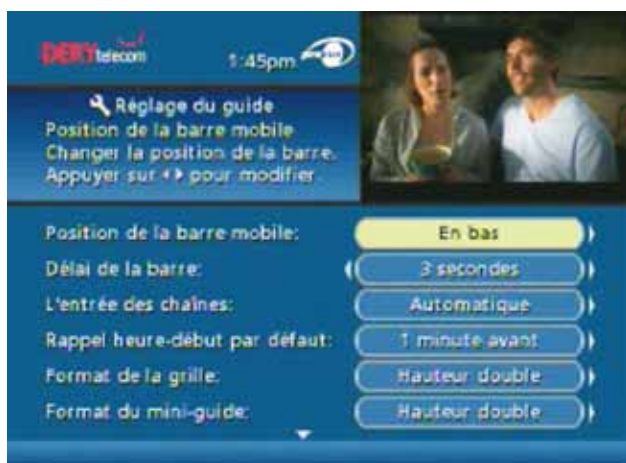 DERYtelecom
1:45pm
Réglage du guide
Position de la barre mobile
Changer la position de la barre.
Appuyer sur ◂▸ pour modifier.
Position de la barre mobile: En bas
Délai de la barre: 3 secondes
L'entrée des chaînes: Automatique
Rappel heure-début par défaut: 1 minute avant
Format de la grille: Hauteur double
Format du mini-guide: Hauteur double